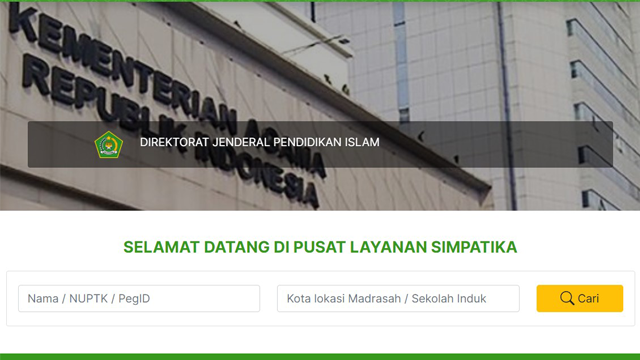 KEMENTERIAN AGAMA
REPUBLIK INDONESIA
DIREKTORAT JENDERAL PENDIDIKAN ISLAM
SELAMAT DATANG DI PUSAT LAYANAN SIMPATIKA
Nama / NUPTK / PegID
Kota lokasi Madrasah / Sekolah Induk
Cari